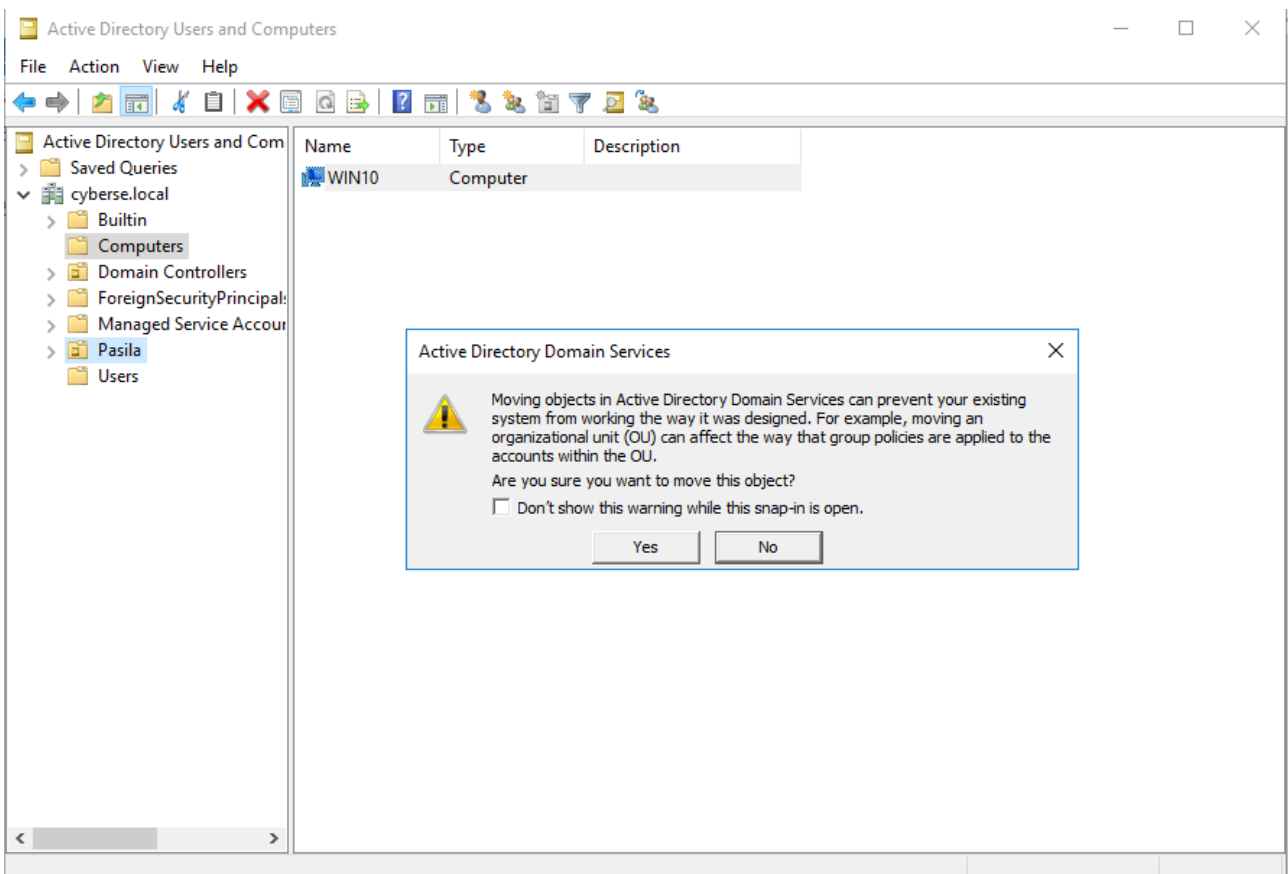 Active Directory Users and Computers
File Action View Help
Active Directory Users and Com
Name Type Description
Saved Queries
WIN10 Computer
cyberse.local
Builtin
Computers
Domain Controllers
ForeignSecurityPrincipal
Managed Service Accour
Pasila
Users
Active Directory Domain Services
Moving objects in Active Directory Domain Services can prevent your existing
system from working the way it was designed. For example, moving an
organizational unit (OU) can affect the way that group policies are applied to the
accounts within the OU.
Are you sure you want to move this object?
Don't show this warning while this snap-in is open.
Yes No